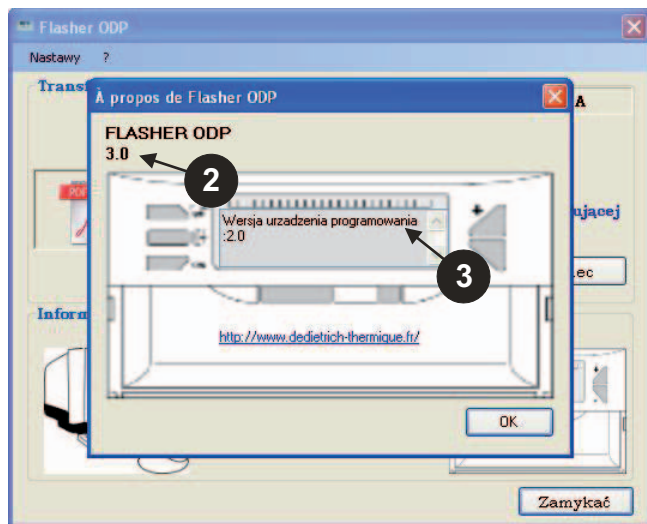 Flasher ODP
Nastawy ?
Trans
A
À propos de Flasher ODP
FLASHER ODP
3.0
2
PDF
Wersja urzadzenia programowania
:2.0
3
ującej
ec
Inform
http://www.dedietrich-thermique.fr/
OK
Zamykać